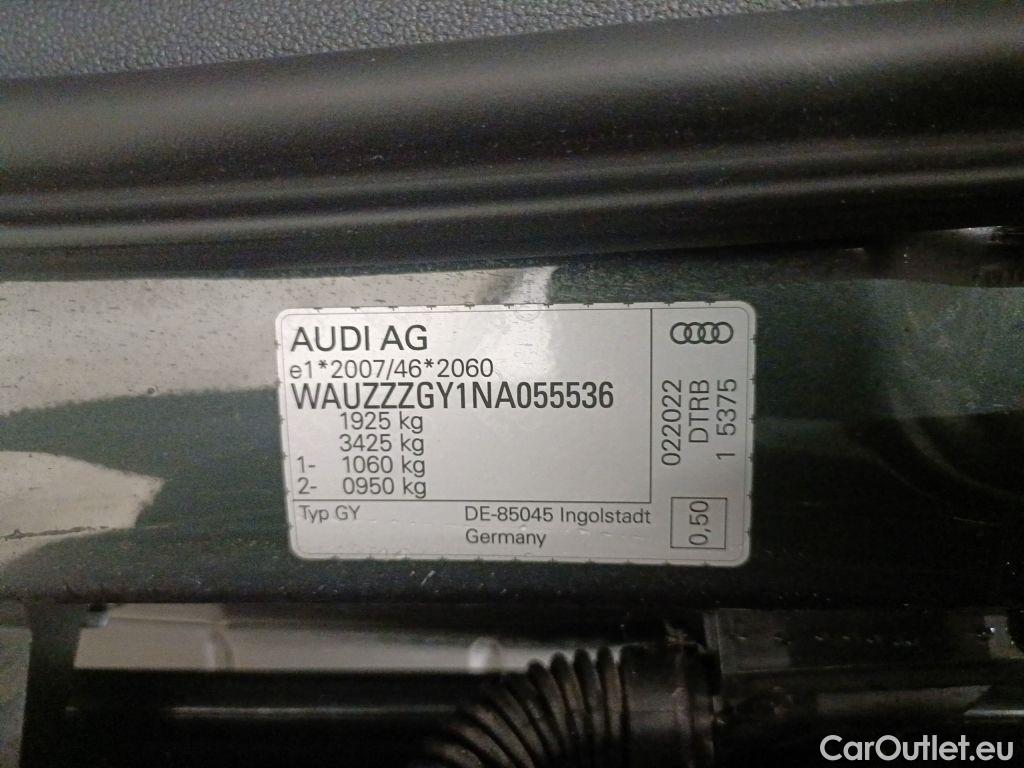 AUDI AG
e1*2007/46*2060
WAUZZZGY1NA055536
1925 kg
3425 kg
1- 1060 kg
2- 0950 kg
Typ GY
DE-85045 Ingolstadt
Germany
022022
DTRB
1 5375
0,50
CarOutlet.eu